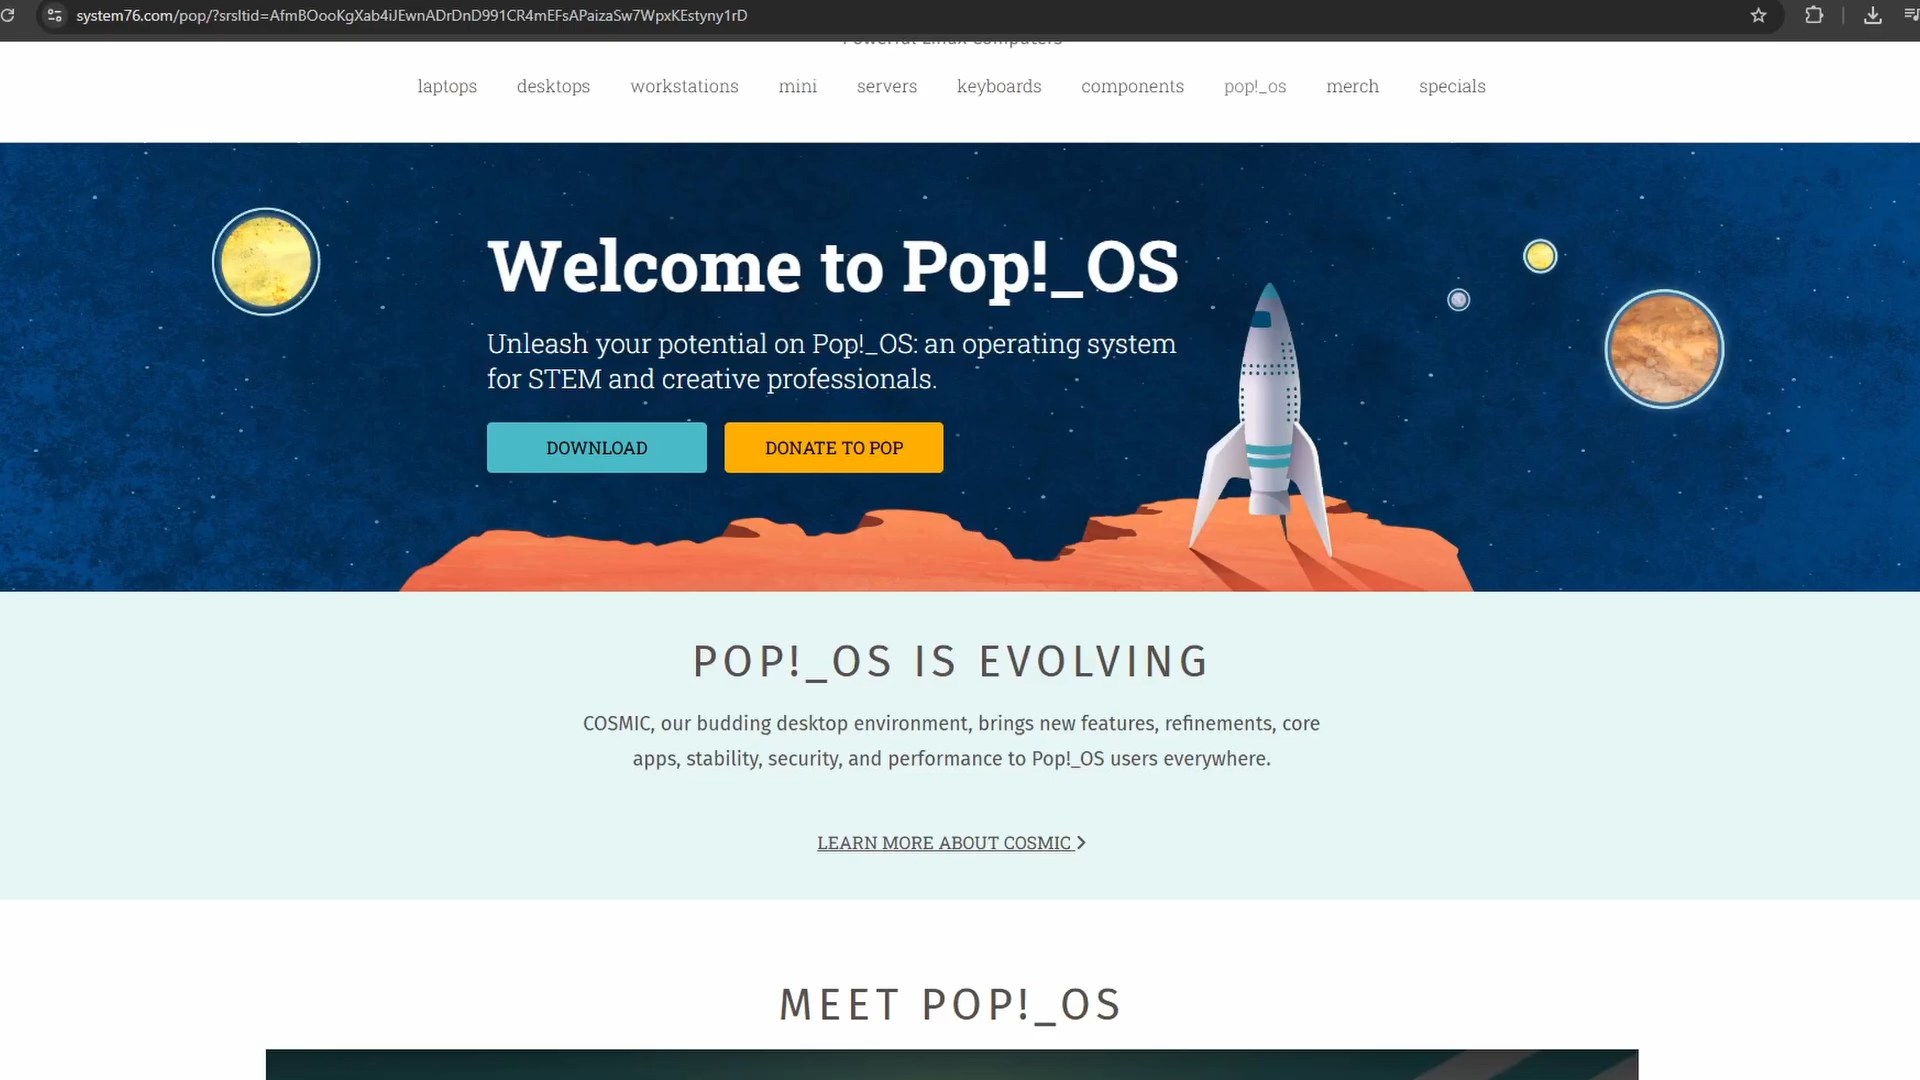 system76.com/pop/?srsltid=AfmBOooKgXab4iJEwnADrDnD991CR4mEFsAPaizaSw7WpxKEstyny1rD
Powerful Linux Computers
laptops desktops workstations mini servers keyboards components pop!_os merch specials
Welcome to Pop!_OS
Unleash your potential on Pop!_OS: an operating system
for STEM and creative professionals.
DOWNLOAD DONATE TO POP
POP!_OS IS EVOLVING
COSMIC, our budding desktop environment, brings new features, refinements, core
apps, stability, security, and performance to Pop!_OS users everywhere.
LEARN MORE ABOUT COSMIC
MEET POP!_OS